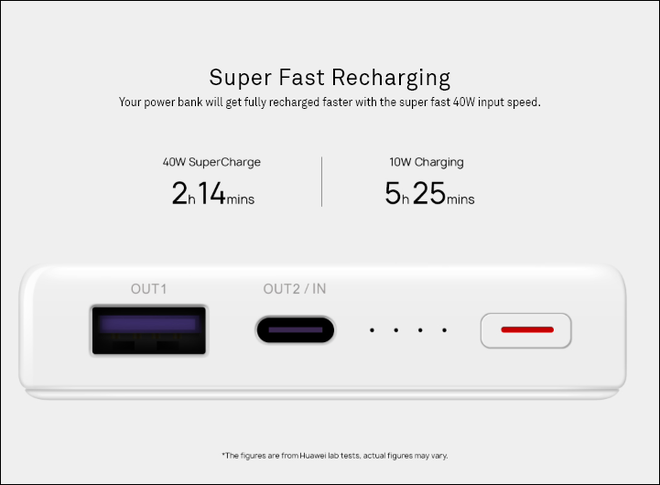 Super Fast Recharging
Your power bank will get fully recharged faster with the super fast 40W input speed.
40W SuperCharge
2h 14mins
10W Charging
5h 25mins
OUT1
OUT2 / IN
*The figures are from Huawei lab tests, actual figures may vary.